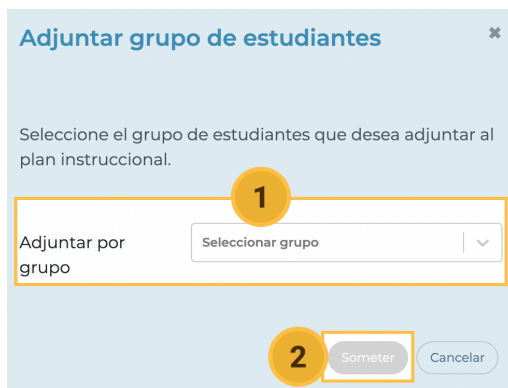 Adjuntar grupo de estudiantes
Seleccione el grupo de estudiantes que desea adjuntar al
plan instruccional.
1
Adjuntar por
grupo
Seleccionar grupo
2
Someter
Cancelar